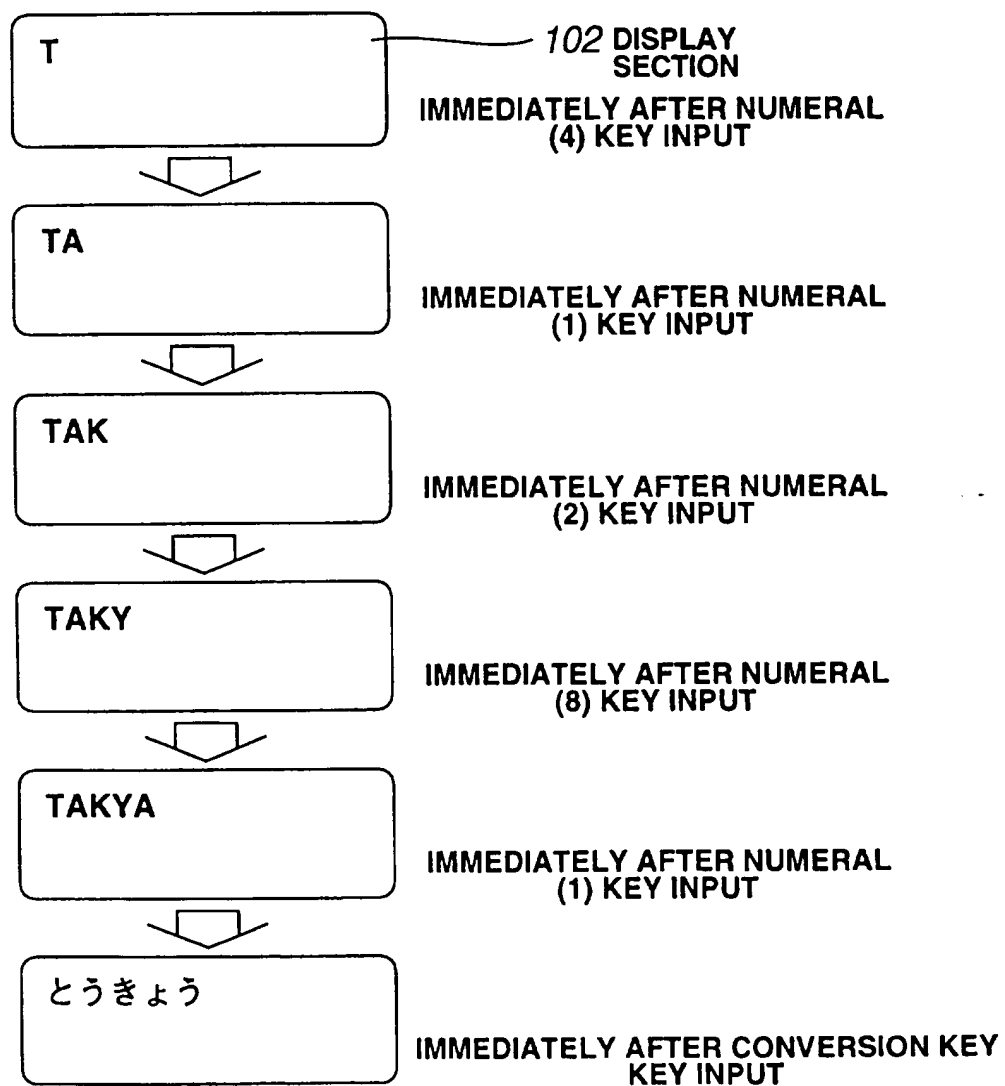 T
102 DISPLAY
SECTION
IMMEDIATELY AFTER NUMERAL
(4) KEY INPUT
TA
IMMEDIATELY AFTER NUMERAL
(1) KEY INPUT
TAK
IMMEDIATELY AFTER NUMERAL
(2) KEY INPUT
TAKY
IMMEDIATELY AFTER NUMERAL
(8) KEY INPUT
TAKYA
IMMEDIATELY AFTER NUMERAL
(1) KEY INPUT
とうきょう
IMMEDIATELY AFTER CONVERSION KEY
KEY INPUT